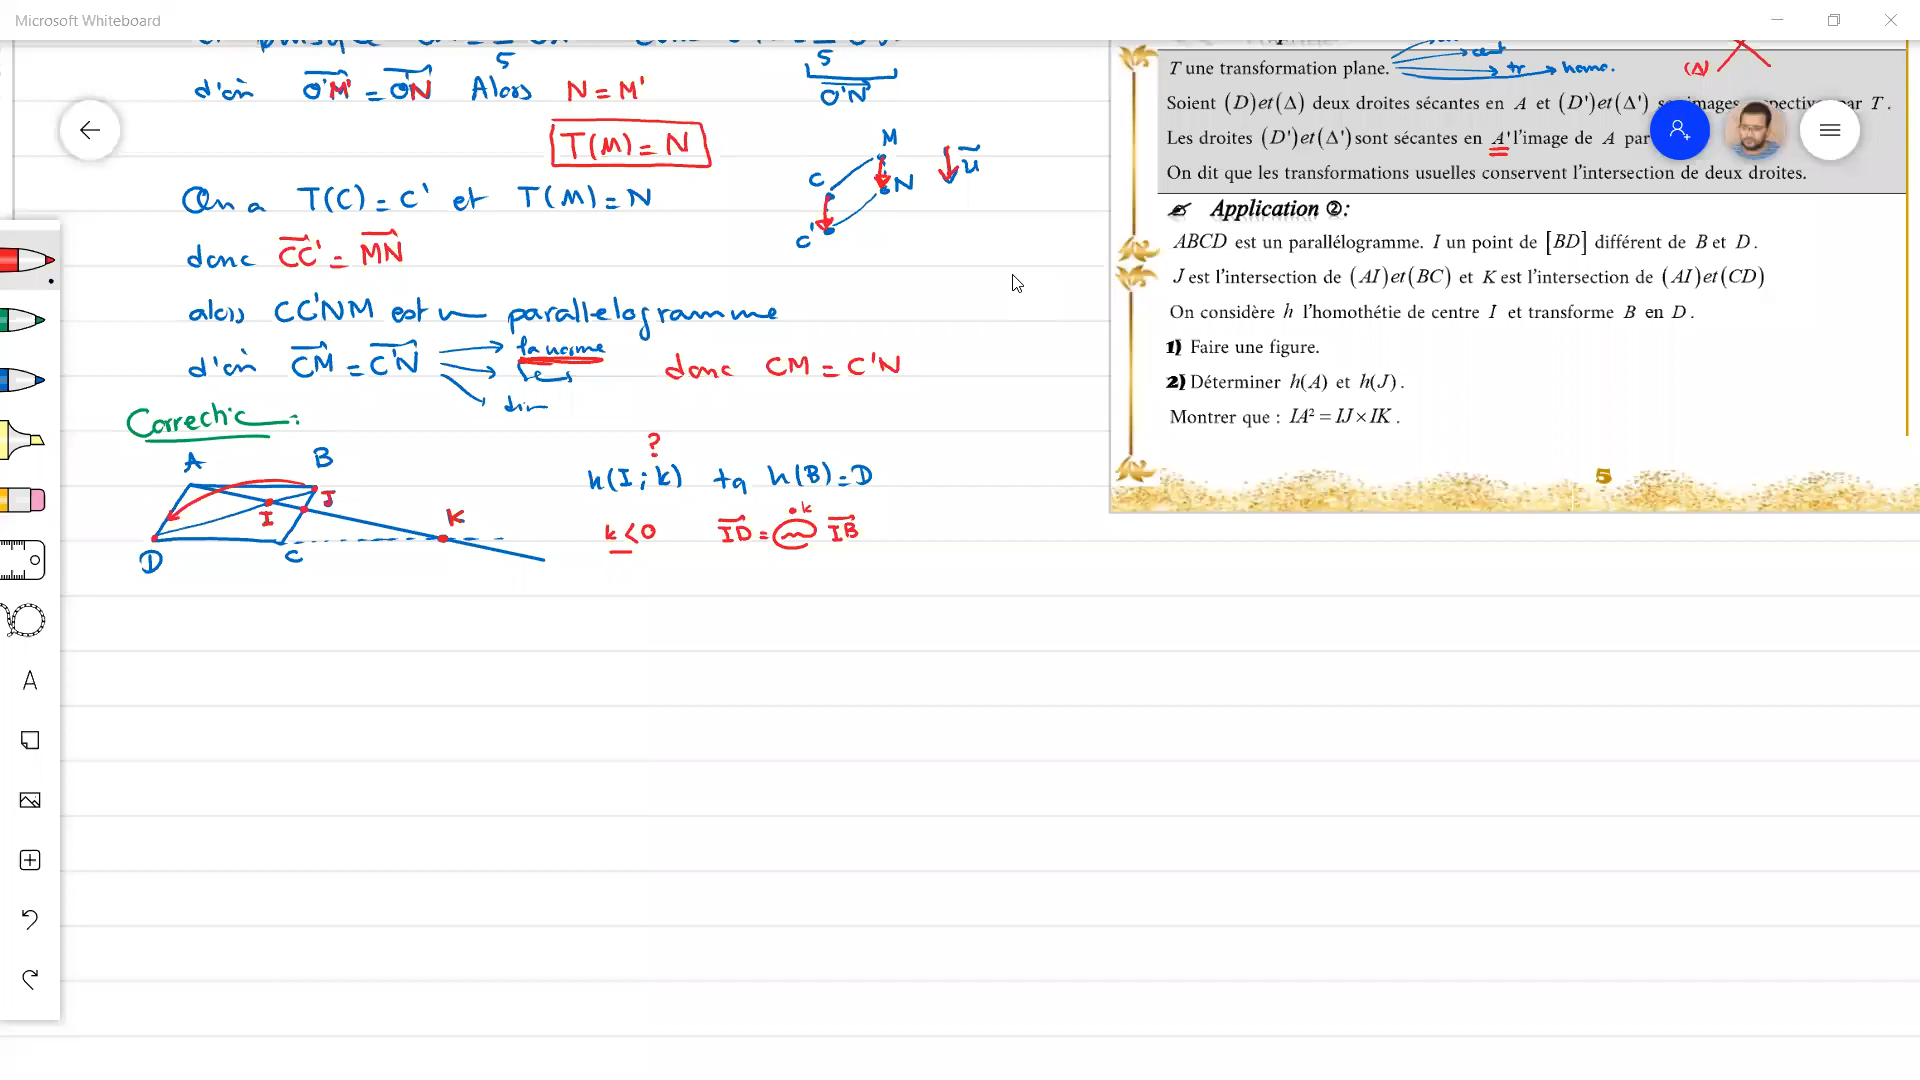 Microsoft Whiteboard
d'où O'M' = O'N Alors N = M'
O'N
T(M) = N
On a T(C) = C' et T(M) = N
donc CC' = MN
alors CC'NM est un parallelogramme
d'où CM = C'N la norme donc CM = C'N
sens
dir
M
C
N
u
C'
Correction :
A B
I J K
D C
?
h(I ; k) tq h(B) = D
k < 0 ID = k IB
T une transformation plane. cent
tr homo.
(Δ)
Soient (D) et (Δ) deux droites sécantes en A et (D') et (Δ') ar T .
Les droites (D') et (Δ') sont sécantes en A' l'image de A par
On dit que les transformations usuelles conservent l'intersection de deux droites.
Application ②:
ABCD est un parallélogramme. I un point de [BD] différent de B et D .
J est l'intersection de (AI) et (BC) et K est l'intersection de (AI) et (CD)
On considère h l'homothétie de centre I et transforme B en D .
1) Faire une figure.
2) Déterminer h(A) et h(J) .
Montrer que : IA² = IJ × IK .
5